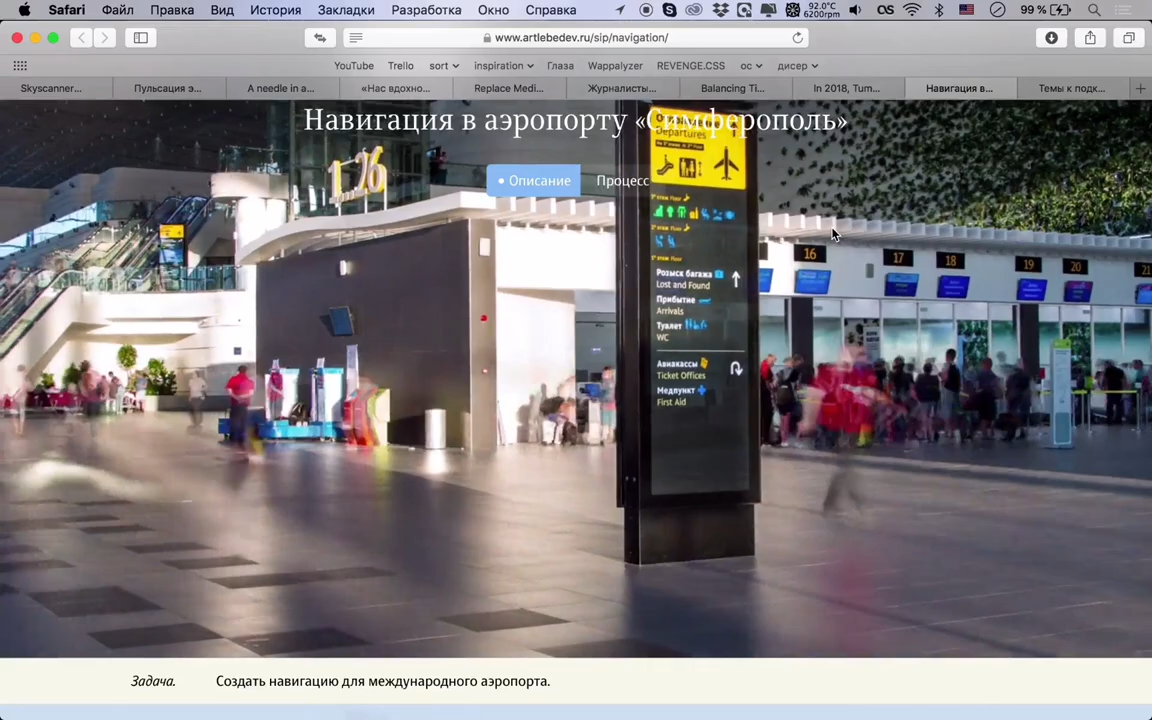 Safari Файл Правка Вид История Закладки Разработка Окно Справка
92.0°C
6200rpm
99 %
www.artlebedev.ru/sip/navigation/
YouTube Trello sort inspiration Глаза Wappalyzer REVENGE.CSS ос дисер
Skyscanner... Пульсация э... A needle in a... «Нас вдохно... Replace Medi... Журналисты... Balancing Ti... In 2018, Tum... Навигация в... Темы к подк...
Навигация в аэропорту «Симферополь»
Departures
Описание Процесс
1:26
16
17
18
19
20
21
Розыск багажа
Lost and Found
Прибытие
Arrivals
Туалет
WC
Авиакассы
Ticket Offices
Медпункт
First Aid
Задача. Создать навигацию для международного аэропорта.